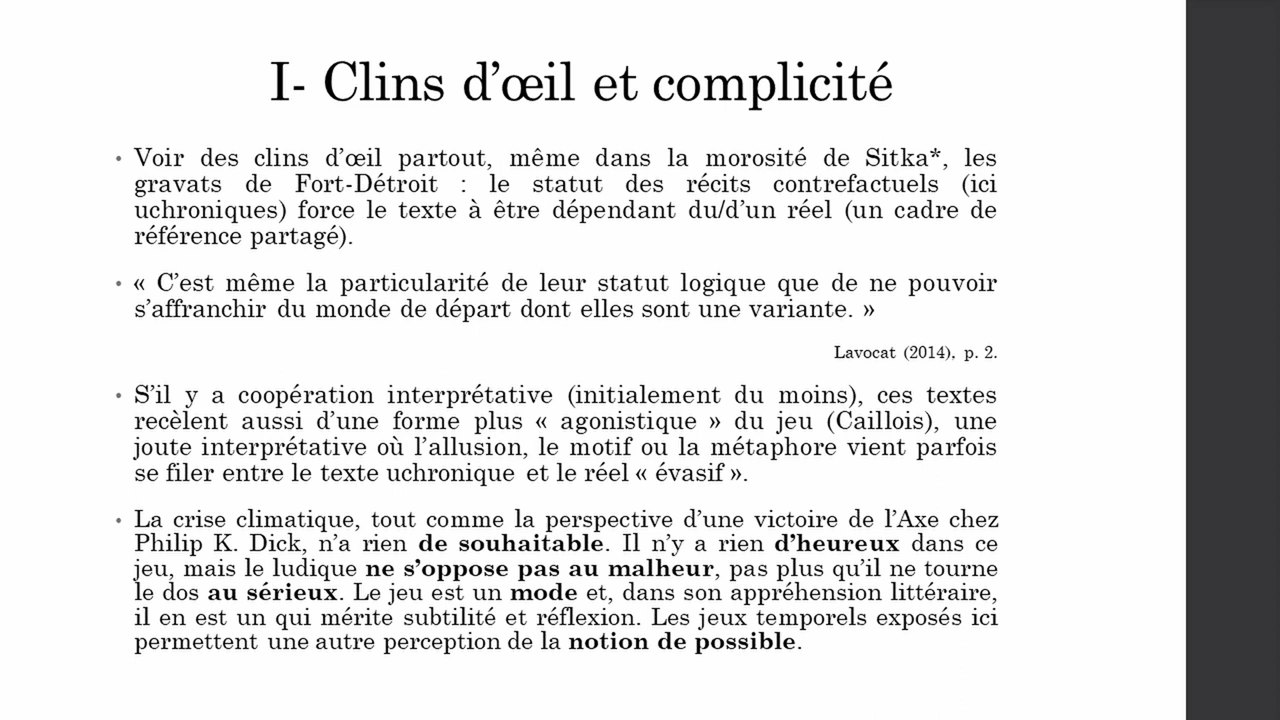 I- Clins d’œil et complicité
• Voir des clins d’œil partout, même dans la morosité de Sitka*, les
gravats de Fort-Détroit : le statut des récits contrefactuels (ici
uchroniques) force le texte à être dépendant du/d’un réel (un cadre de
référence partagé).
• « C’est même la particularité de leur statut logique que de ne pouvoir
s’affranchir du monde de départ dont elles sont une variante. »
Lavocat (2014), p. 2.
• S’il y a coopération interprétative (initialement du moins), ces textes
recèlent aussi d’une forme plus « agonistique » du jeu (Caillois), une
joute interprétative où l’allusion, le motif ou la métaphore vient parfois
se filer entre le texte uchronique et le réel « évasif ».
• La crise climatique, tout comme la perspective d’une victoire de l’Axe chez
Philip K. Dick, n’a rien de souhaitable. Il n’y a rien d’heureux dans ce
jeu, mais le ludique ne s’oppose pas au malheur, pas plus qu’il ne tourne
le dos au sérieux. Le jeu est un mode et, dans son appréhension littéraire,
il en est un qui mérite subtilité et réflexion. Les jeux temporels exposés ici
permettent une autre perception de la notion de possible.